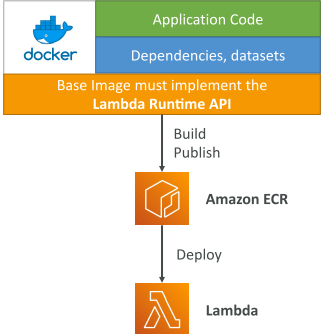 docker
Application Code
Dependencies, datasets
Base Image must implement the
Lambda Runtime API
Build
Publish
Amazon ECR
Deploy
Lambda